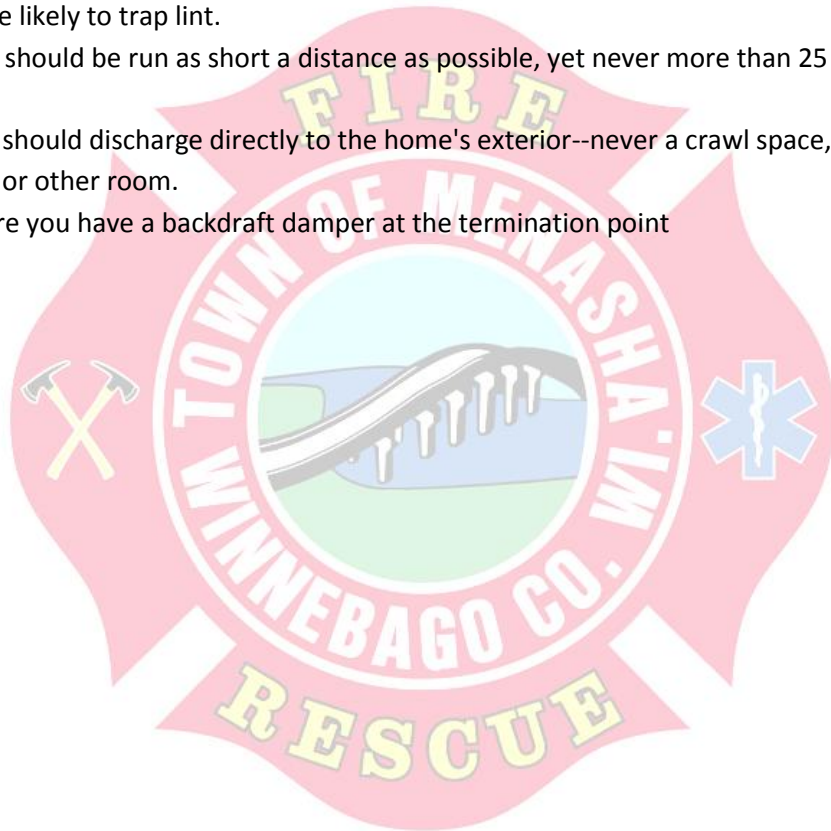 e likely to trap lint.
should be run as short a distance as possible, yet never more than 25
should discharge directly to the home's exterior--never a crawl space,
or other room.
re you have a backdraft damper at the termination point
FIRE
TOWN OF MENASHA, WI
WINNEBAGO CO.
RESCUE